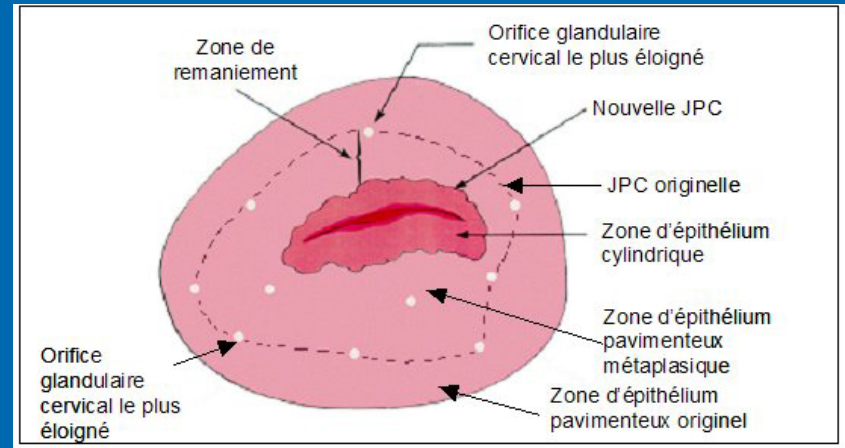 Zone de
remaniement
Orifice glandulaire
cervical le plus éloigné
Nouvelle JPC
JPC originelle
Zone d'épithélium
cylindrique
Zone d'épithélium
pavimenteux
métaplasique
Zone d'épithélium
pavimenteux originel
Orifice
glandulaire
cervical le plus
éloigné